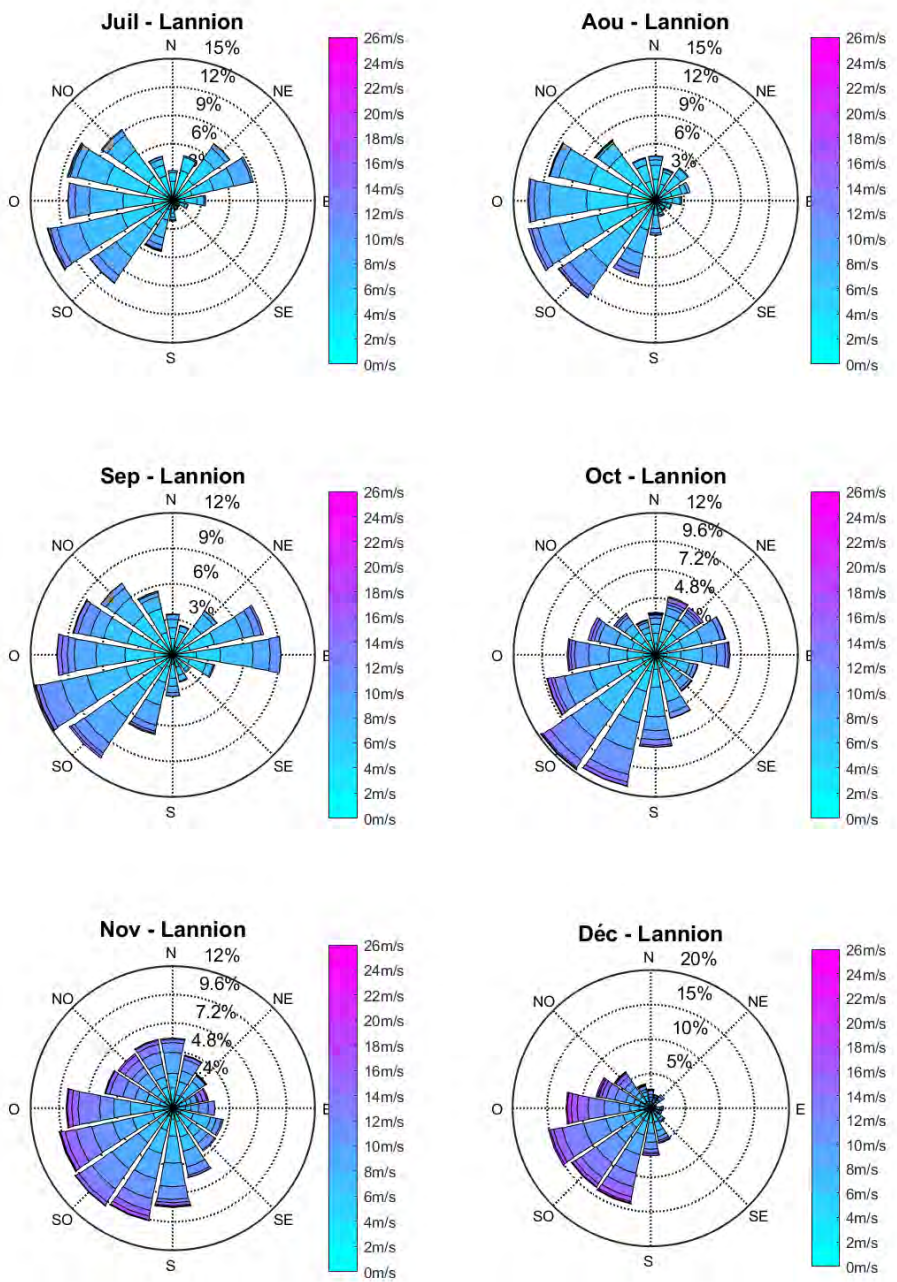 Juil - Lannion
N
15%
12%
9%
6%
3%
NO
NE
O
E
SO
SE
S
26m/s
24m/s
22m/s
20m/s
18m/s
16m/s
14m/s
12m/s
10m/s
8m/s
6m/s
4m/s
2m/s
0m/s
Aou - Lannion
N
15%
12%
9%
6%
3%
NO
NE
O
E
SO
SE
S
26m/s
24m/s
22m/s
20m/s
18m/s
16m/s
14m/s
12m/s
10m/s
8m/s
6m/s
4m/s
2m/s
0m/s
Sep - Lannion
N
12%
9%
6%
3%
NO
NE
O
E
SO
SE
S
26m/s
24m/s
22m/s
20m/s
18m/s
16m/s
14m/s
12m/s
10m/s
8m/s
6m/s
4m/s
2m/s
0m/s
Oct - Lannion
N
12%
9.6%
7.2%
4.8%
NO
NE
O
E
SO
SE
S
26m/s
24m/s
22m/s
20m/s
18m/s
16m/s
14m/s
12m/s
10m/s
8m/s
6m/s
4m/s
2m/s
0m/s
Nov - Lannion
N
12%
9.6%
7.2%
4.8%
NO
NE
O
E
SO
SE
S
26m/s
24m/s
22m/s
20m/s
18m/s
16m/s
14m/s
12m/s
10m/s
8m/s
6m/s
4m/s
2m/s
0m/s
Déc - Lannion
N
20%
15%
10%
5%
NO
NE
O
E
SO
SE
S
26m/s
24m/s
22m/s
20m/s
18m/s
16m/s
14m/s
12m/s
10m/s
8m/s
6m/s
4m/s
2m/s
0m/s